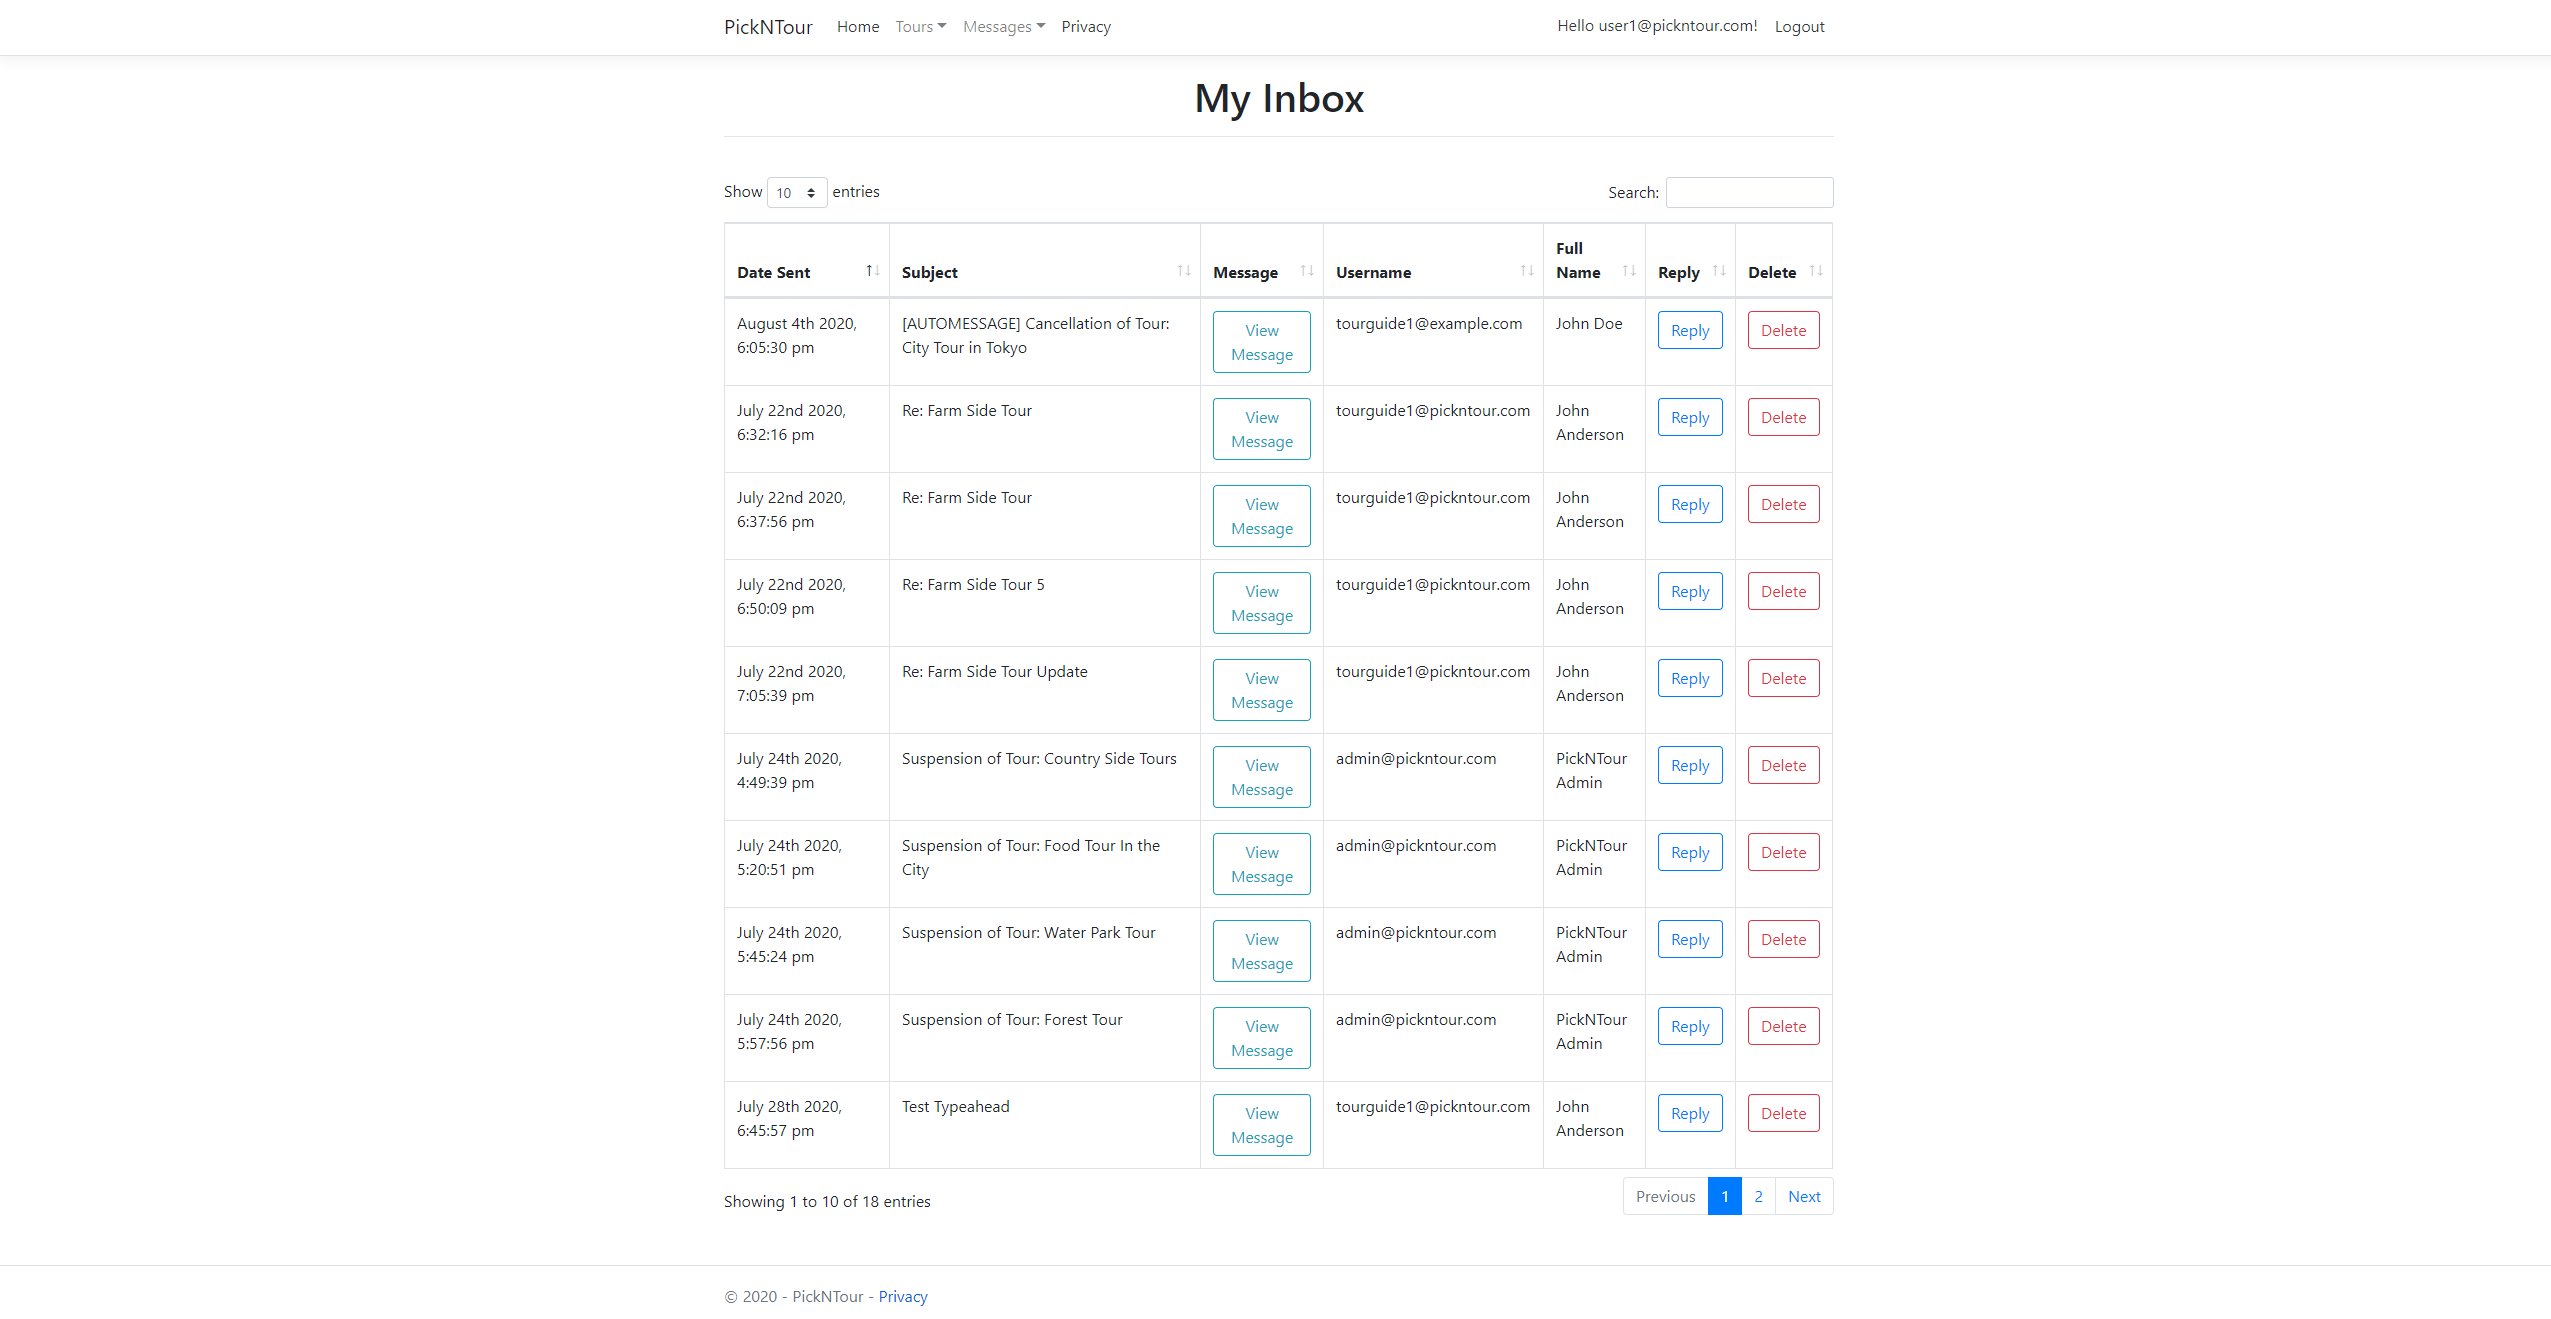 PickNTour Home Tours Messages Privacy Hello user1@pickntour.com! Logout
My Inbox
Show 10 entries Search:
Date Sent Subject Message Username Full Name Reply Delete
August 4th 2020, 6:05:30 pm [AUTOMESSAGE] Cancellation of Tour: City Tour in Tokyo View Message tourguide1@example.com John Doe Reply Delete
July 22nd 2020, 6:32:16 pm Re: Farm Side Tour View Message tourguide1@pickntour.com John Anderson Reply Delete
July 22nd 2020, 6:37:56 pm Re: Farm Side Tour View Message tourguide1@pickntour.com John Anderson Reply Delete
July 22nd 2020, 6:50:09 pm Re: Farm Side Tour 5 View Message tourguide1@pickntour.com John Anderson Reply Delete
July 22nd 2020, 7:05:39 pm Re: Farm Side Tour Update View Message tourguide1@pickntour.com John Anderson Reply Delete
July 24th 2020, 4:49:39 pm Suspension of Tour: Country Side Tours View Message admin@pickntour.com PickNTour Admin Reply Delete
July 24th 2020, 5:20:51 pm Suspension of Tour: Food Tour In the City View Message admin@pickntour.com PickNTour Admin Reply Delete
July 24th 2020, 5:45:24 pm Suspension of Tour: Water Park Tour View Message admin@pickntour.com PickNTour Admin Reply Delete
July 24th 2020, 5:57:56 pm Suspension of Tour: Forest Tour View Message admin@pickntour.com PickNTour Admin Reply Delete
July 28th 2020, 6:45:57 pm Test Typeahead View Message tourguide1@pickntour.com John Anderson Reply Delete
Showing 1 to 10 of 18 entries Previous 1 2 Next
© 2020 - PickNTour - Privacy